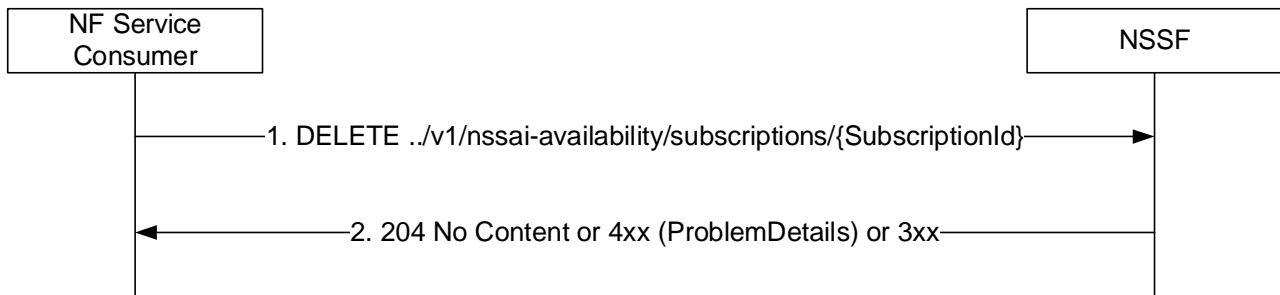 NF Service
Consumer
NSSF
1. DELETE ../v1/nssai-availability/subscriptions/{SubscriptionId}
2. 204 No Content or 4xx (ProblemDetails) or 3xx